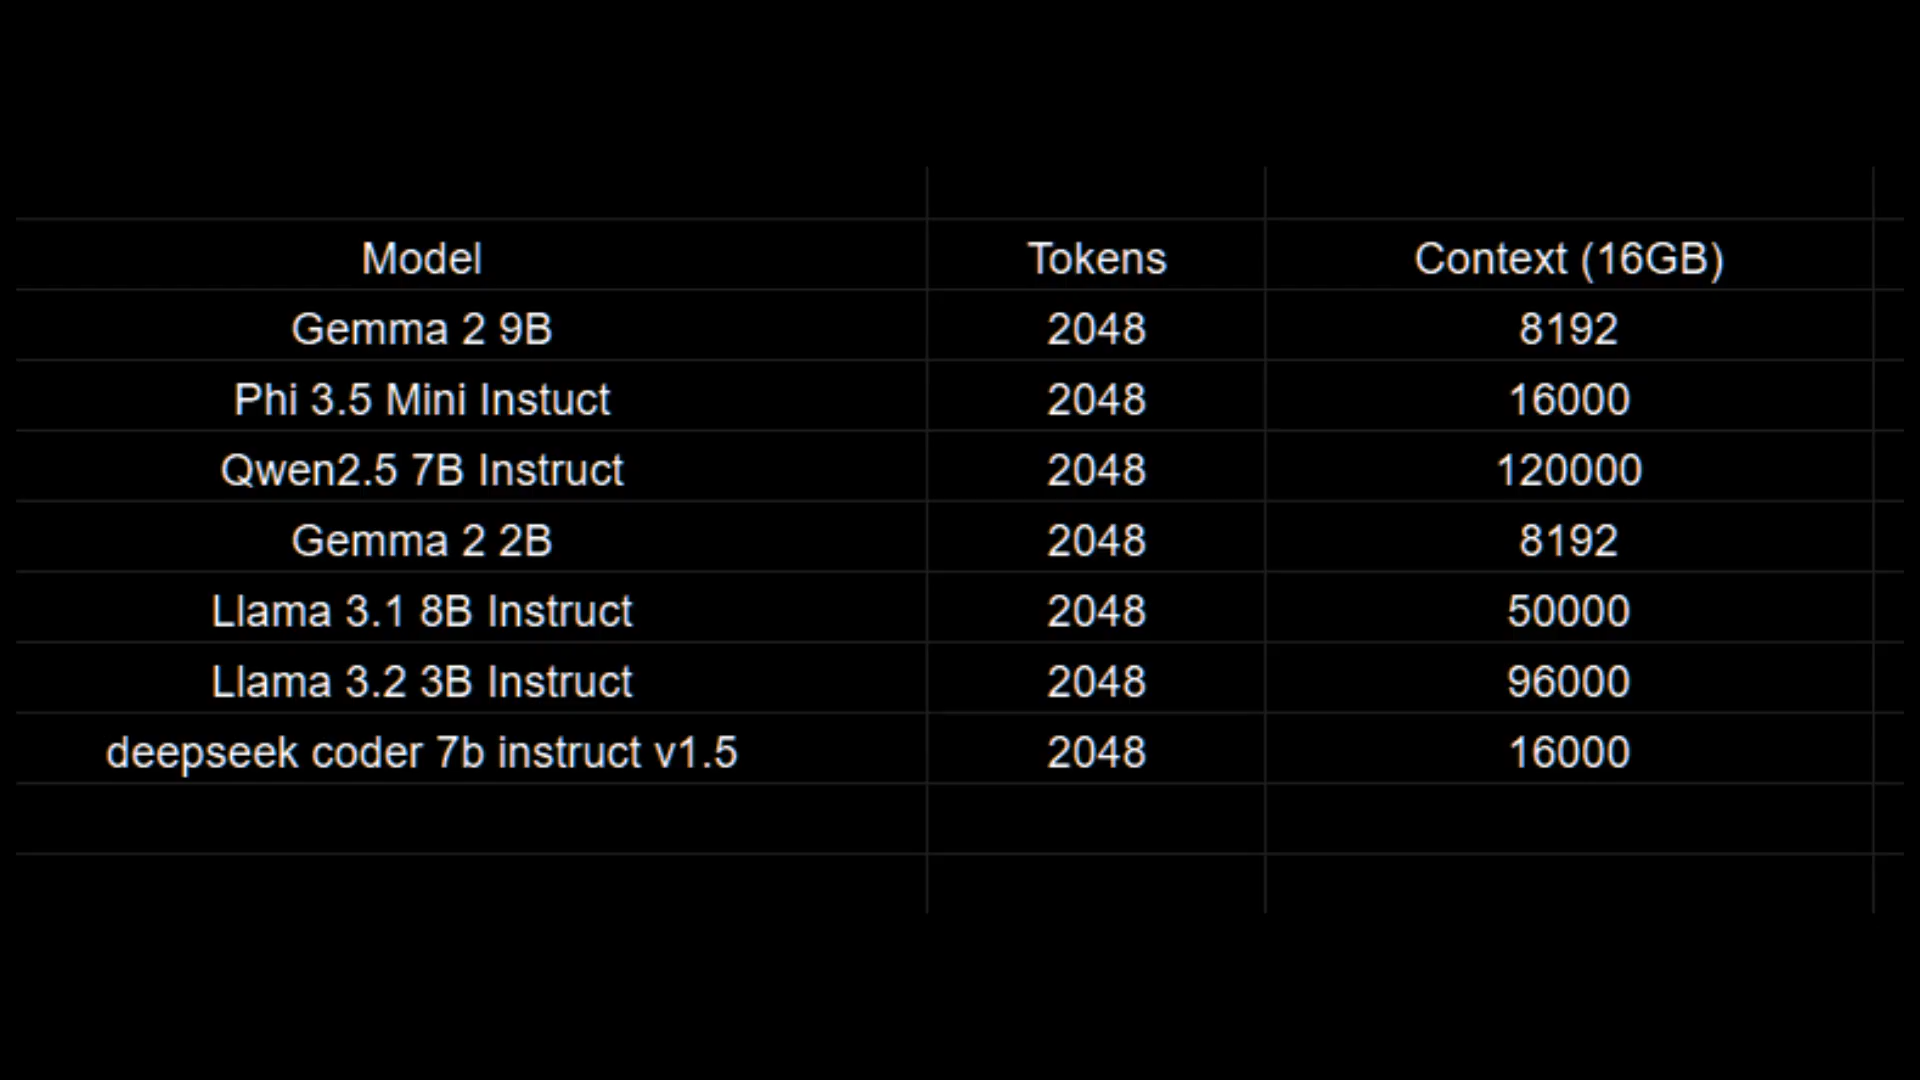 Model Tokens Context (16GB)
Gemma 2 9B 2048 8192
Phi 3.5 Mini Instuct 2048 16000
Qwen2.5 7B Instruct 2048 120000
Gemma 2 2B 2048 8192
Llama 3.1 8B Instruct 2048 50000
Llama 3.2 3B Instruct 2048 96000
deepseek coder 7b instruct v1.5 2048 16000